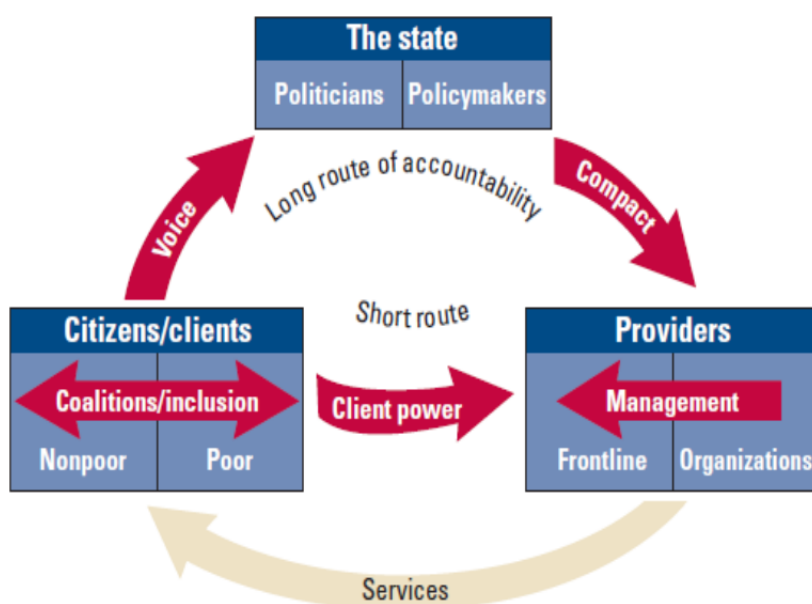 The state
Politicians Policymakers
Long route of accountability
Voice
Compact
Short route
Citizens/clients
Providers
Coalitions/inclusion
Client power
Management
Nonpoor Poor
Frontline Organizations
Services